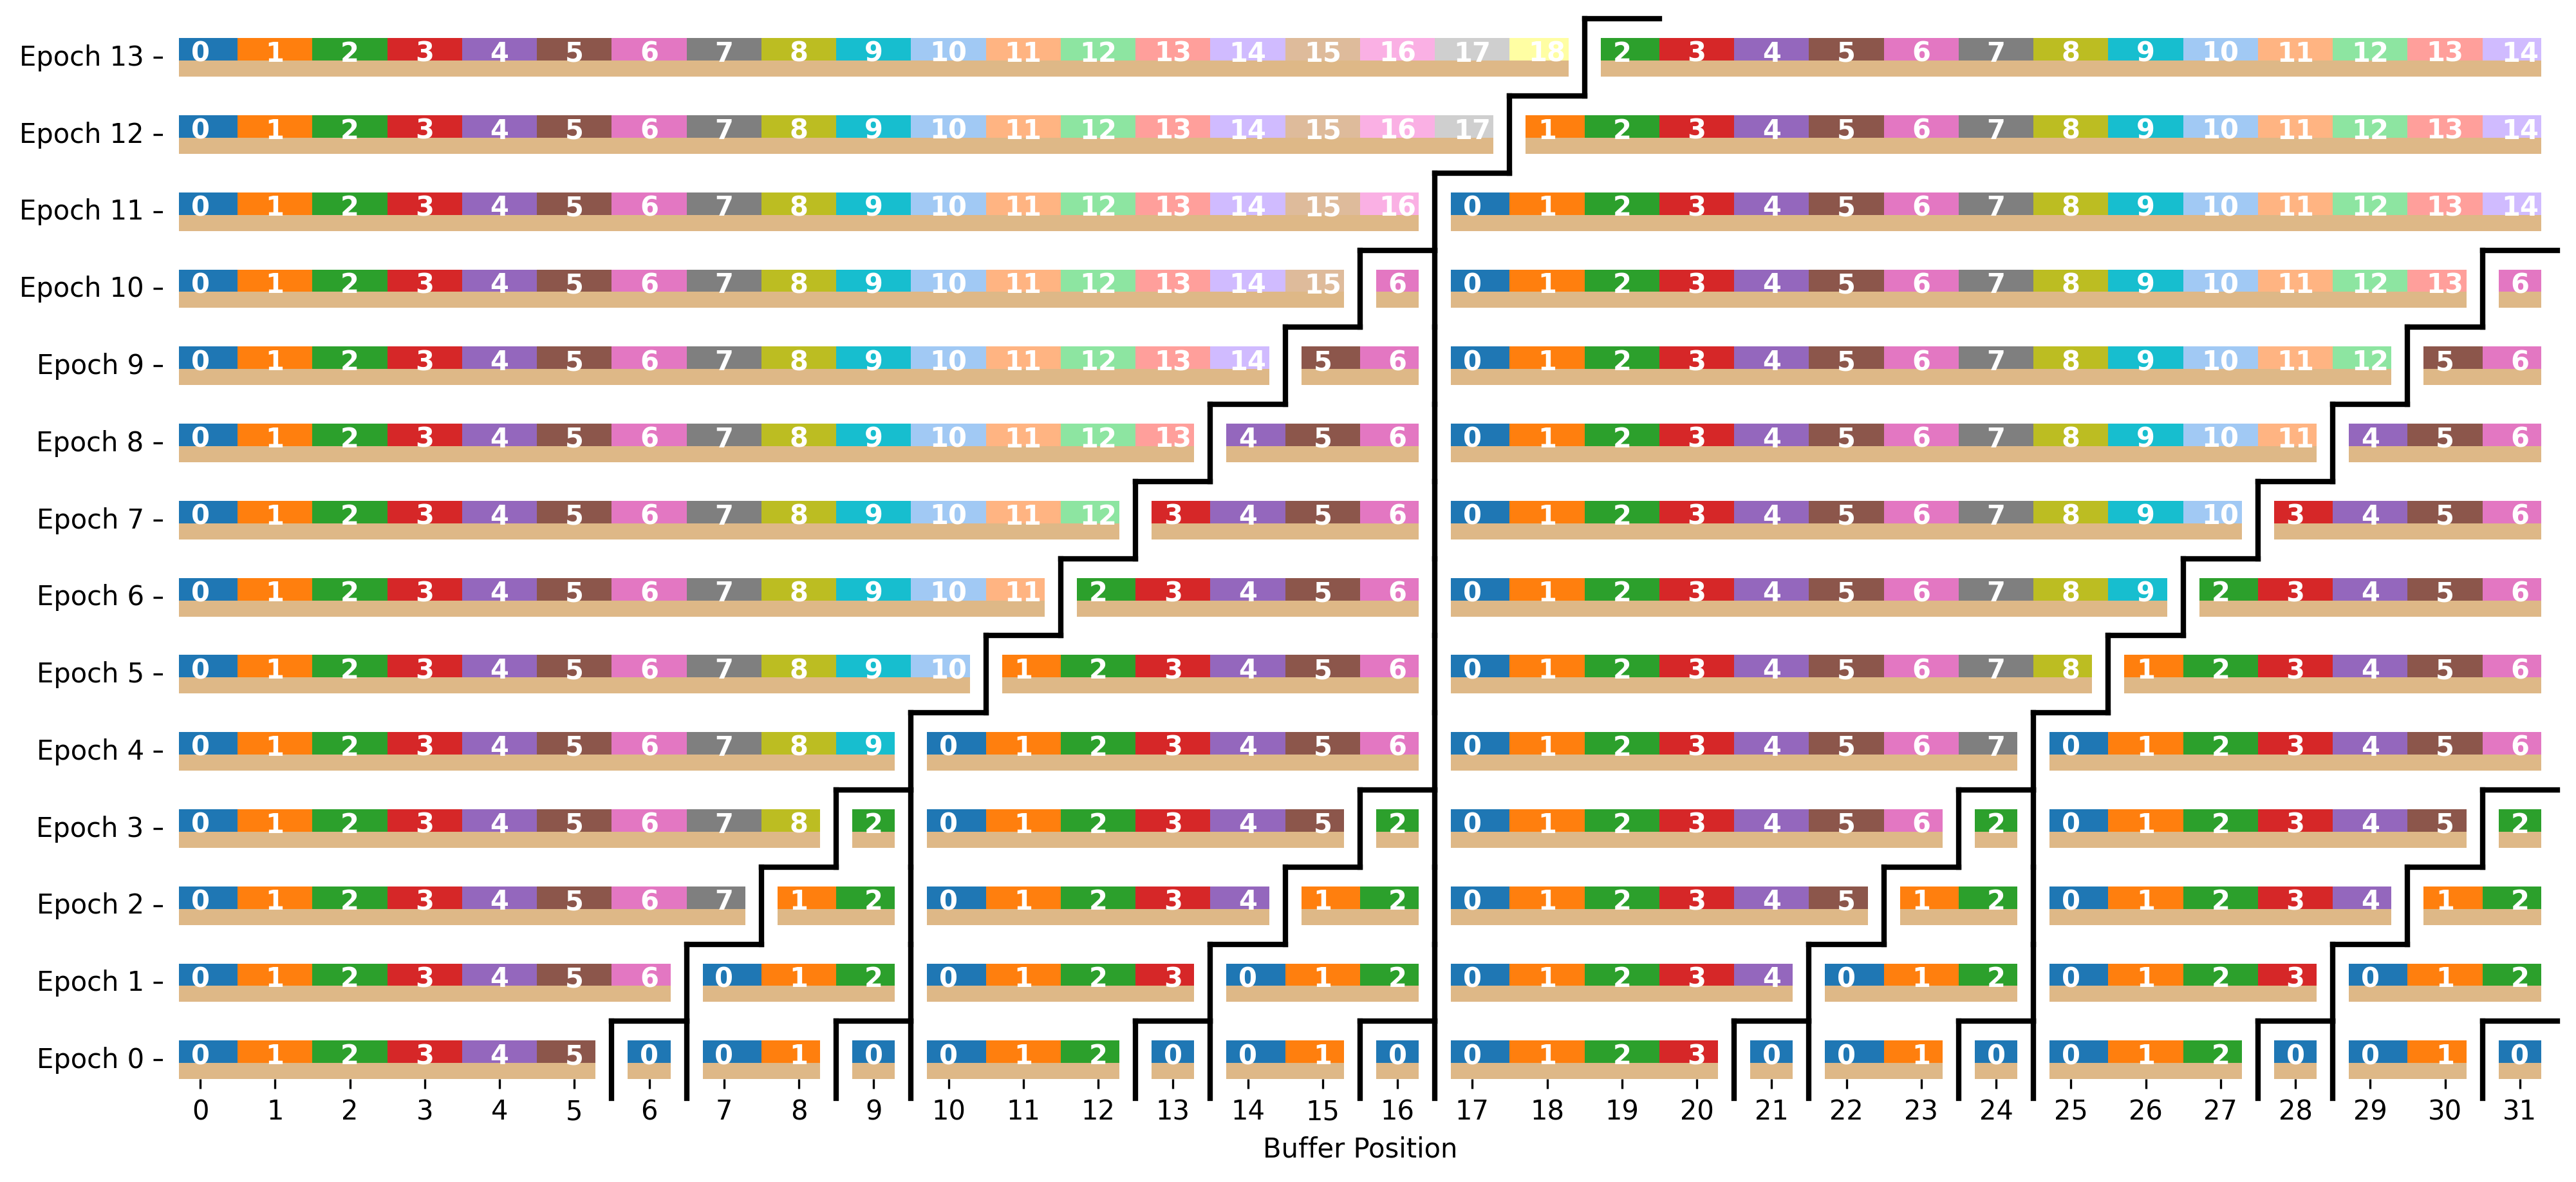 Epoch 13 – 0 1 2 3 4 5 6 7 8 9 10 11 12 13 14 15 16 17 18 2 3 4 5 6 7 8 9 10 11 12 13 14
Epoch 12 – 0 1 2 3 4 5 6 7 8 9 10 11 12 13 14 15 16 17 1 2 3 4 5 6 7 8 9 10 11 12 13 14
Epoch 11 – 0 1 2 3 4 5 6 7 8 9 10 11 12 13 14 15 16 0 1 2 3 4 5 6 7 8 9 10 11 12 13 14
Epoch 10 – 0 1 2 3 4 5 6 7 8 9 10 11 12 13 14 15 6 0 1 2 3 4 5 6 7 8 9 10 11 12 13 6
Epoch 9 – 0 1 2 3 4 5 6 7 8 9 10 11 12 13 14 5 6 0 1 2 3 4 5 6 7 8 9 10 11 12 5 6
Epoch 8 – 0 1 2 3 4 5 6 7 8 9 10 11 12 13 4 5 6 0 1 2 3 4 5 6 7 8 9 10 11 4 5 6
Epoch 7 – 0 1 2 3 4 5 6 7 8 9 10 11 12 3 4 5 6 0 1 2 3 4 5 6 7 8 9 10 3 4 5 6
Epoch 6 – 0 1 2 3 4 5 6 7 8 9 10 11 2 3 4 5 6 0 1 2 3 4 5 6 7 8 9 2 3 4 5 6
Epoch 5 – 0 1 2 3 4 5 6 7 8 9 10 1 2 3 4 5 6 0 1 2 3 4 5 6 7 8 1 2 3 4 5 6
Epoch 4 – 0 1 2 3 4 5 6 7 8 9 0 1 2 3 4 5 6 0 1 2 3 4 5 6 7 0 1 2 3 4 5 6
Epoch 3 – 0 1 2 3 4 5 6 7 8 2 0 1 2 3 4 5 2 0 1 2 3 4 5 6 2 0 1 2 3 4 5 2
Epoch 2 – 0 1 2 3 4 5 6 7 1 2 0 1 2 3 4 1 2 0 1 2 3 4 5 1 2 0 1 2 3 4 1 2
Epoch 1 – 0 1 2 3 4 5 6 0 1 2 0 1 2 3 0 1 2 0 1 2 3 4 0 1 2 0 1 2 3 0 1 2
Epoch 0 – 0 1 2 3 4 5 0 0 1 0 0 1 2 0 0 1 0 0 1 2 3 0 0 1 0 0 1 2 0 0 1 0
0 1 2 3 4 5 6 7 8 9 10 11 12 13 14 15 16 17 18 19 20 21 22 23 24 25 26 27 28 29 30 31
Buffer Position